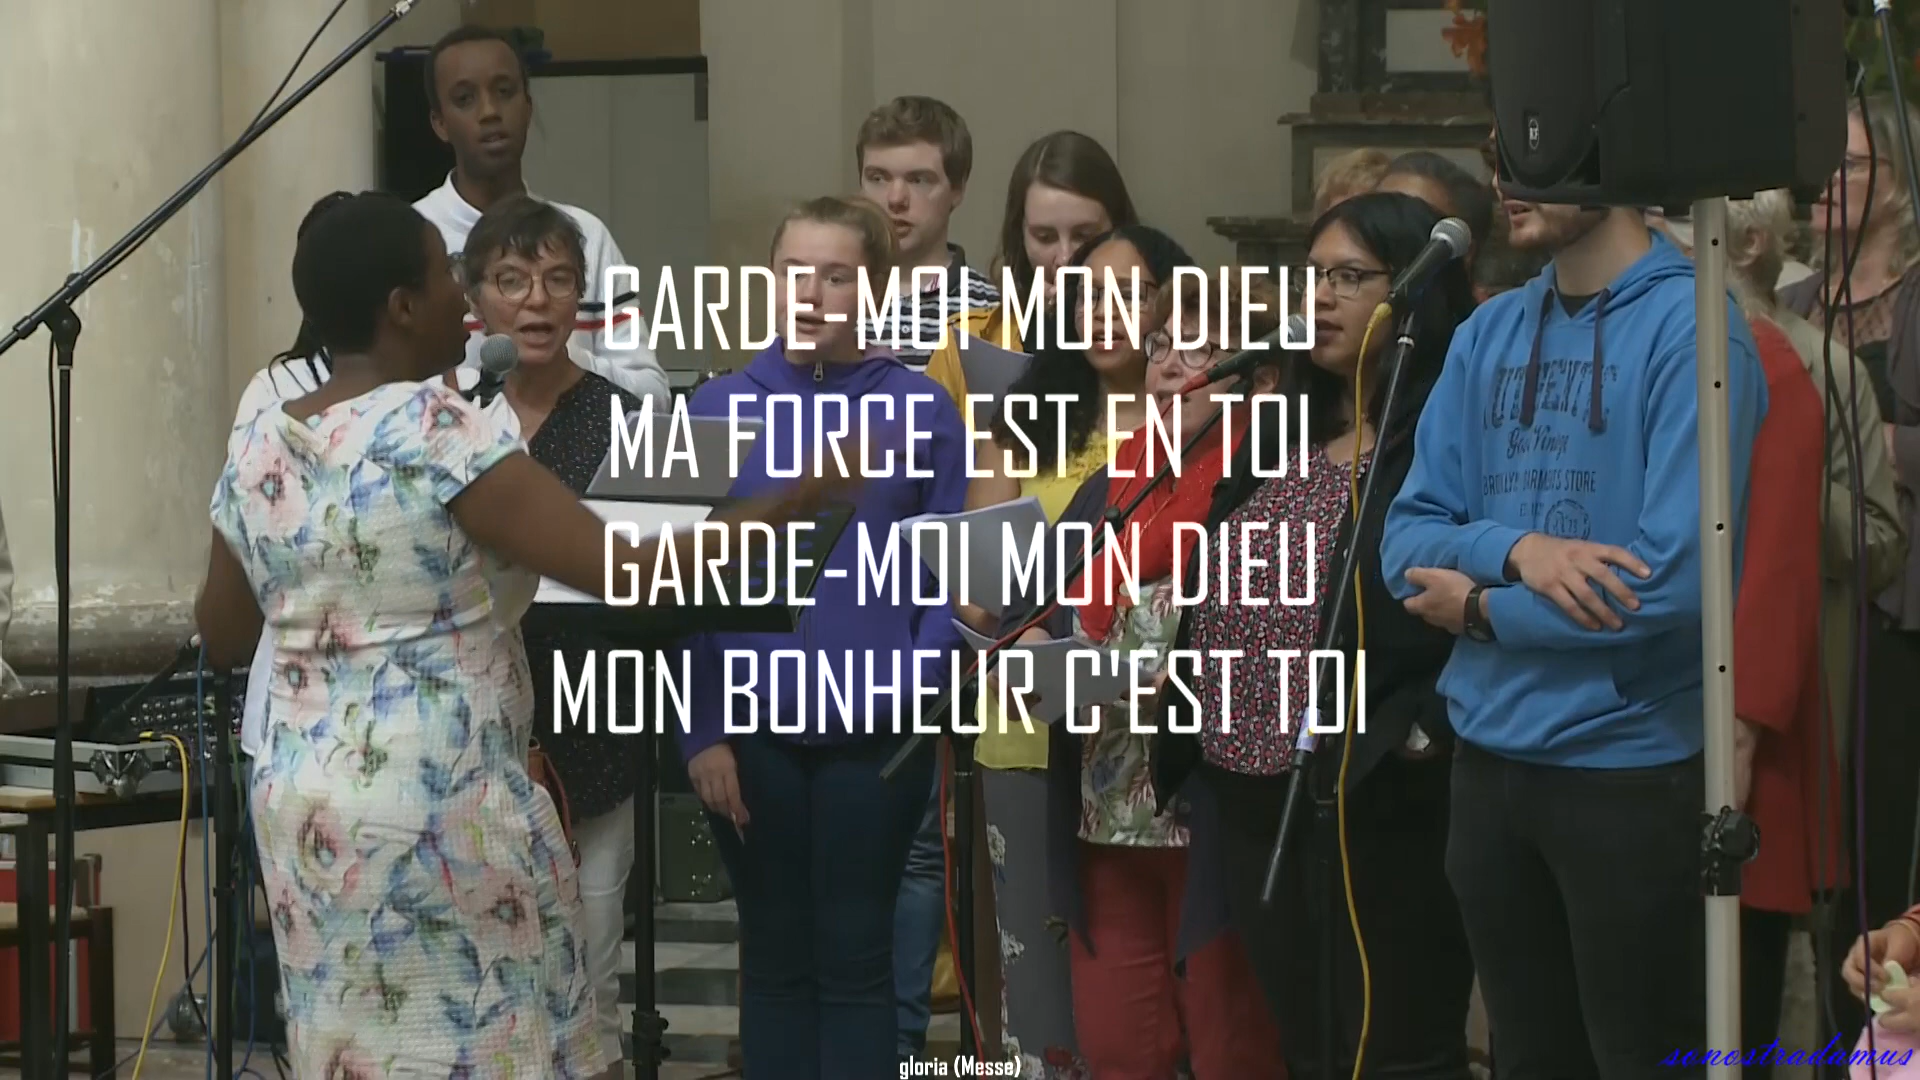 GARDE-MOI MON DIEU
MA FORCE EST EN TOI
GARDE-MOI MON DIEU
MON BONHEUR C'EST TOI
STORE
gloria (Messe)
sonostradamus